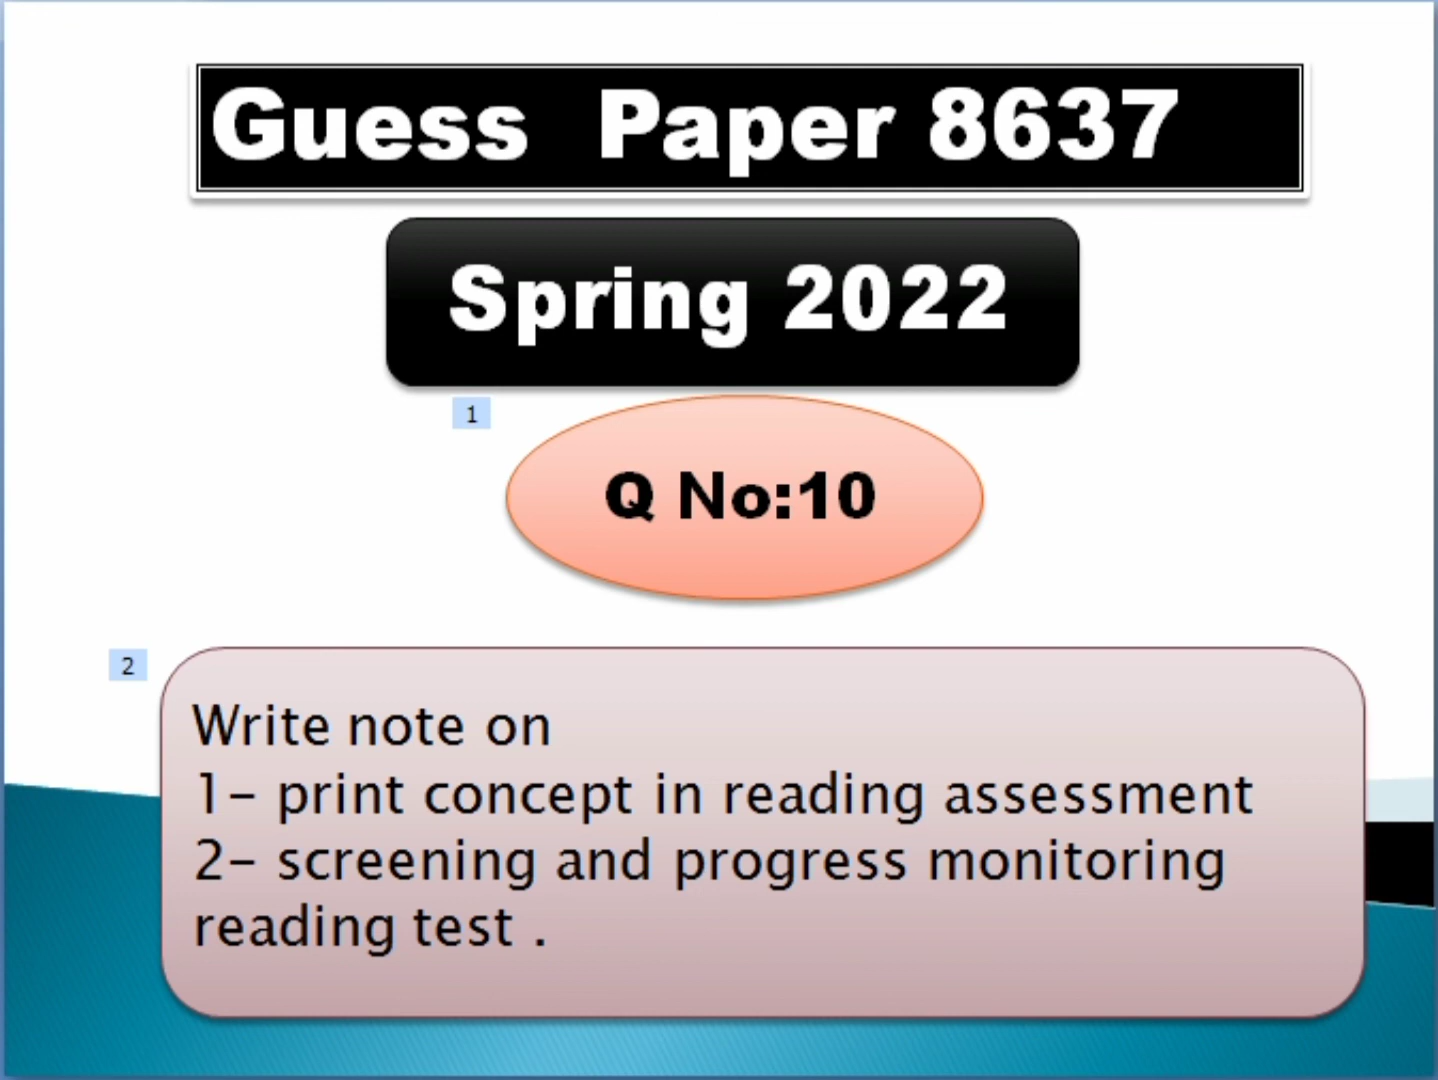 Guess Paper 8637
Spring 2022
1
Q No:10
2
Write note on
1- print concept in reading assessment
2- screening and progress monitoring
reading test .